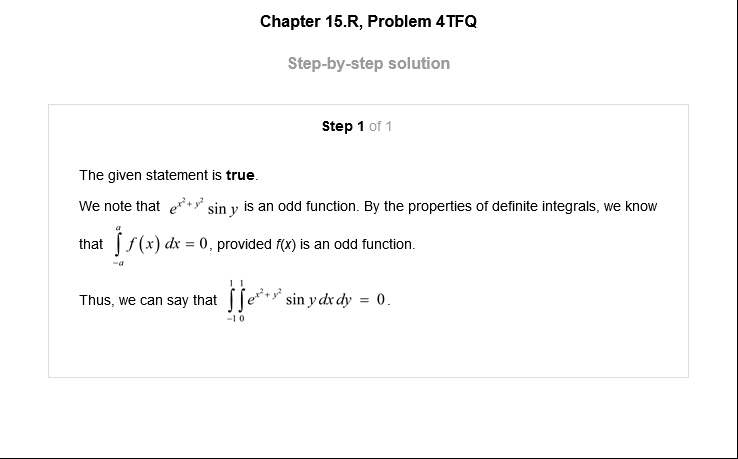 Chapter 15.R, Problem 4TFQ
Step-by-step solution
Step 1 of 1
The given statement is true.
We note that e^{x^2+y^2} sin y is an odd function. By the properties of definite integrals, we know
that ∫_{-a}^{a} f(x) dx = 0, provided f(x) is an odd function.
Thus, we can say that ∫_{-1}^{1} ∫_{0}^{1} e^{x^2+y^2} sin y dx dy = 0.